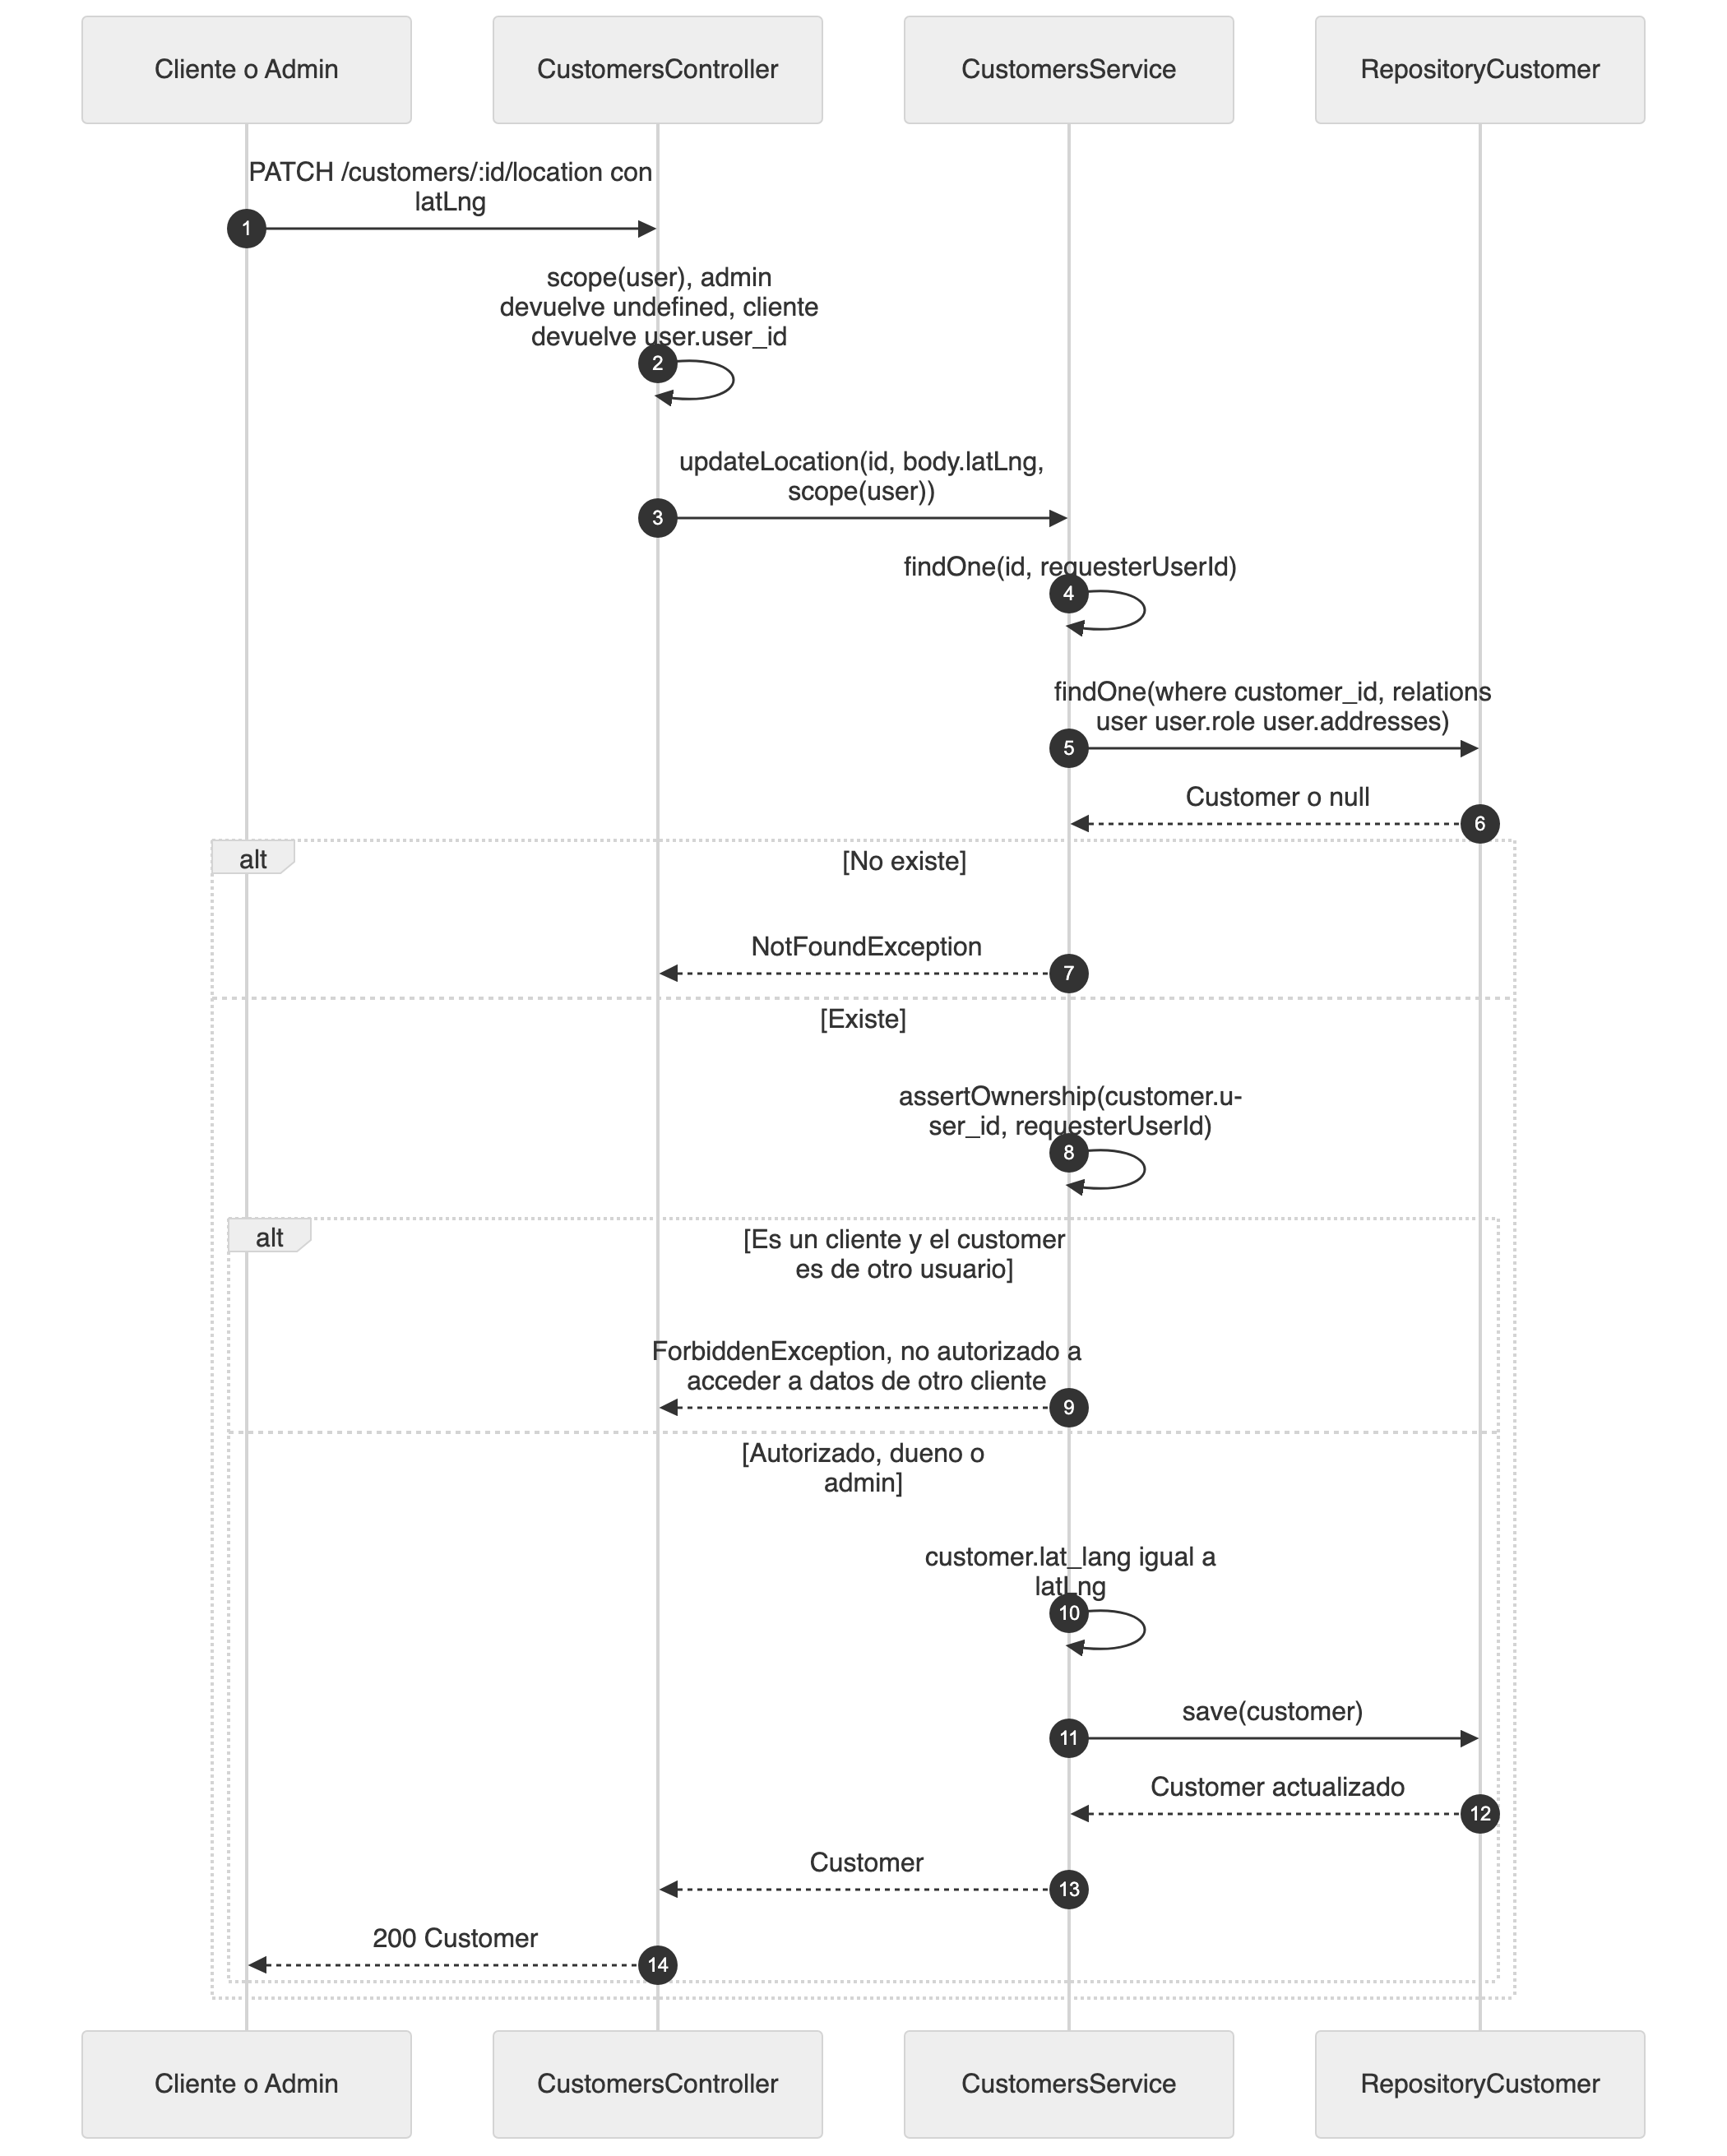 Cliente o Admin
CustomersController
CustomersService
RepositoryCustomer
PATCH /customers/:id/location con
latLng
1
scope(user), admin
devuelve undefined, cliente
devuelve user.user_id
2
updateLocation(id, body.latLng,
scope(user))
3
findOne(id, requesterUserId)
4
findOne(where customer_id, relations
user user.role user.addresses)
5
Customer o null
6
alt
[No existe]
NotFoundException
7
[Existe]
assertOwnership(customer.u-
ser_id, requesterUserId)
8
alt
[Es un cliente y el customer
es de otro usuario]
ForbiddenException, no autorizado a
acceder a datos de otro cliente
9
[Autorizado, dueno o
admin]
customer.lat_lang igual a
latLng
10
save(customer)
11
Customer actualizado
12
Customer
13
200 Customer
14
Cliente o Admin
CustomersController
CustomersService
RepositoryCustomer